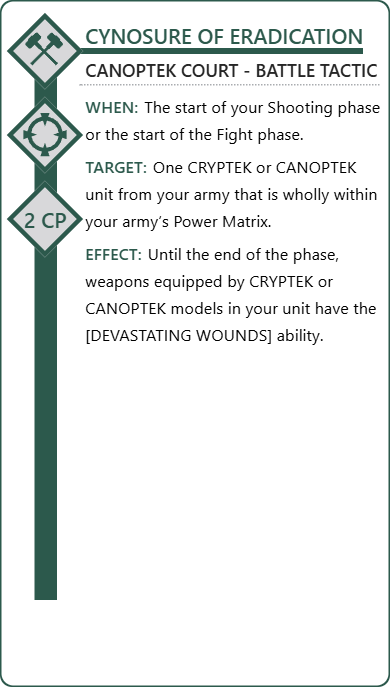 CYNOSURE OF ERADICATION
CANOPTEK COURT - BATTLE TACTIC
WHEN: The start of your Shooting phase
or the start of the Fight phase.
TARGET: One CRYPTEK or CANOPTEK
unit from your army that is wholly within
your army's Power Matrix.
2 CP
EFFECT: Until the end of the phase,
weapons equipped by CRYPTEK or
CANOPTEK models in your unit have the
[DEVASTATING WOUNDS] ability.